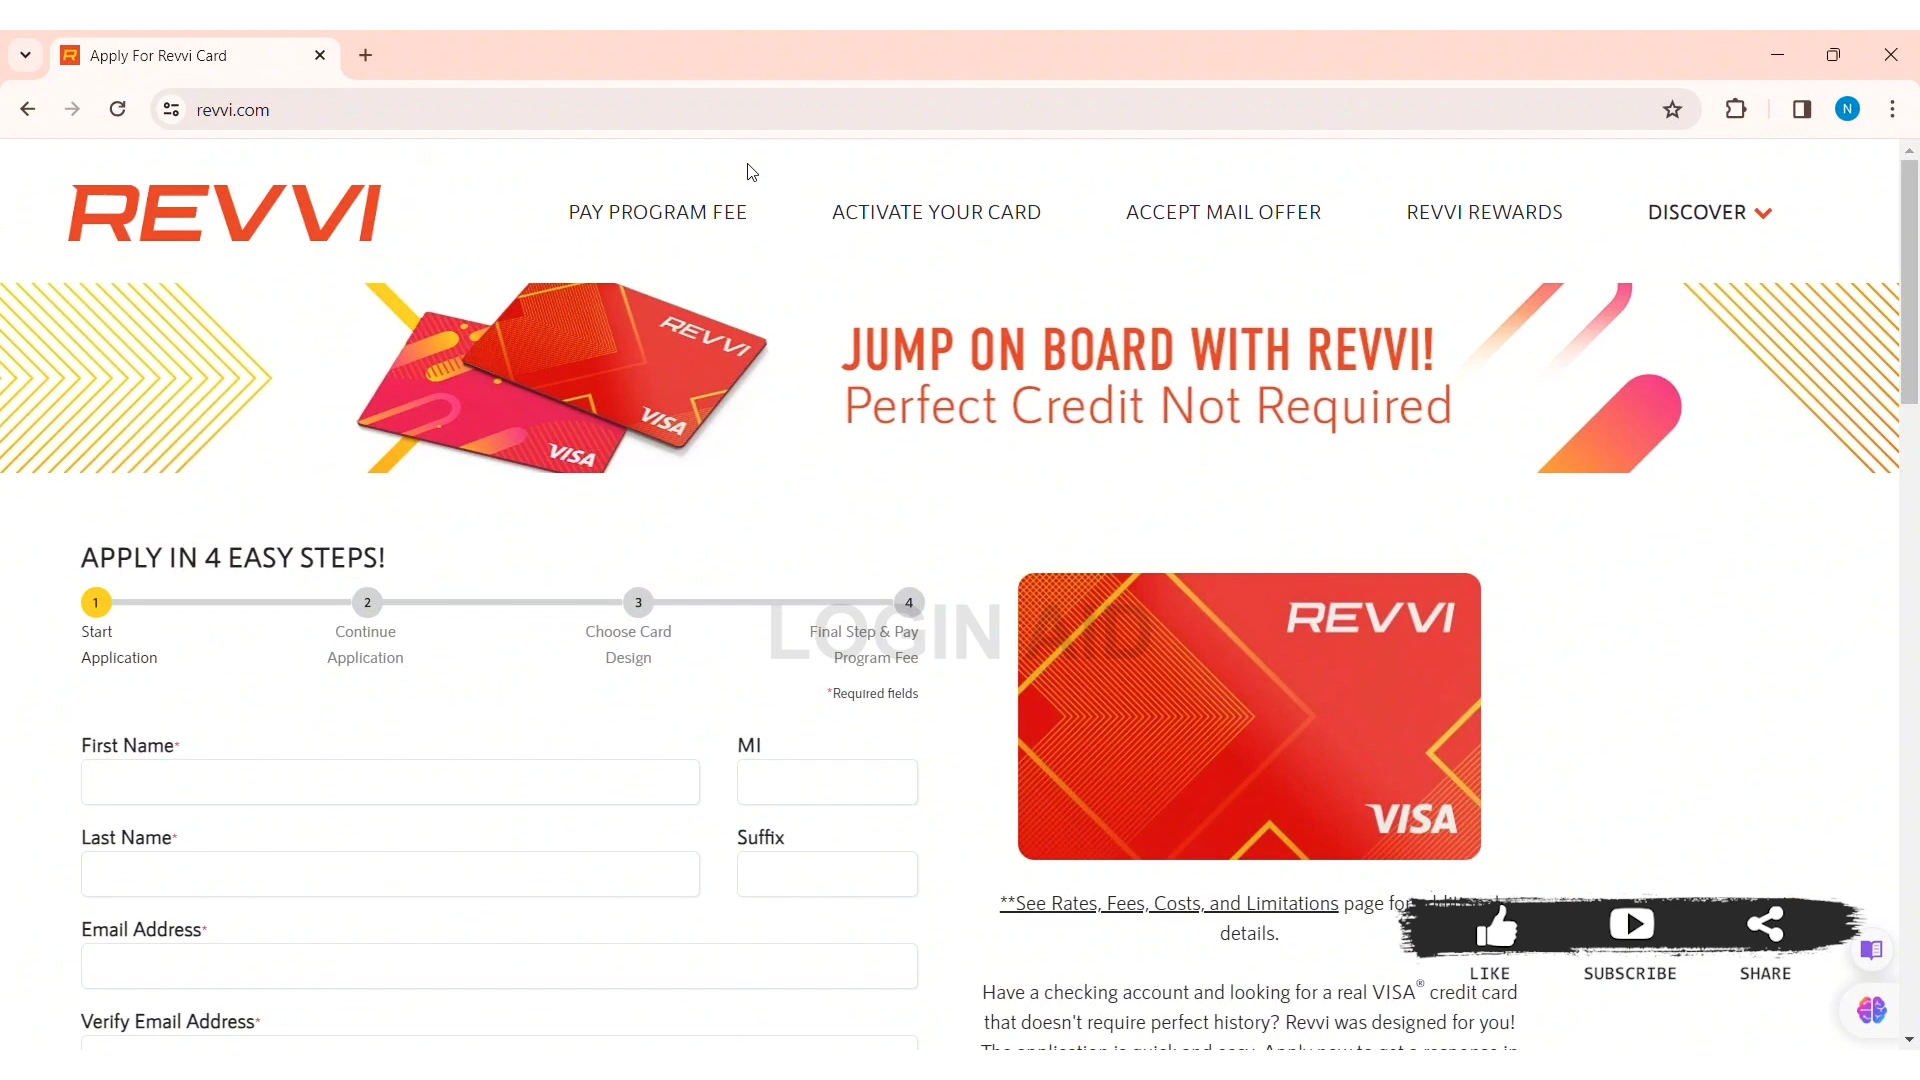 Apply For Revvi Card
revvi.com
N
REVVI
PAY PROGRAM FEE
ACTIVATE YOUR CARD
ACCEPT MAIL OFFER
REVVI REWARDS
DISCOVER
REVVI
VISA
VISA
JUMP ON BOARD WITH REVVI!
Perfect Credit Not Required
APPLY IN 4 EASY STEPS!
1
2
3
4
Start
Application
Continue
Application
Choose Card
Design
Final Step & Pay
Program Fee
*Required fields
LOGIN AID
First Name*
MI
Last Name*
Suffix
Email Address*
Verify Email Address*
REVVI
VISA
**See Rates, Fees, Costs, and Limitations page for
details.
Have a checking account and looking for a real VISA® credit card
that doesn't require perfect history? Revvi was designed for you!
LIKE
SUBSCRIBE
SHARE